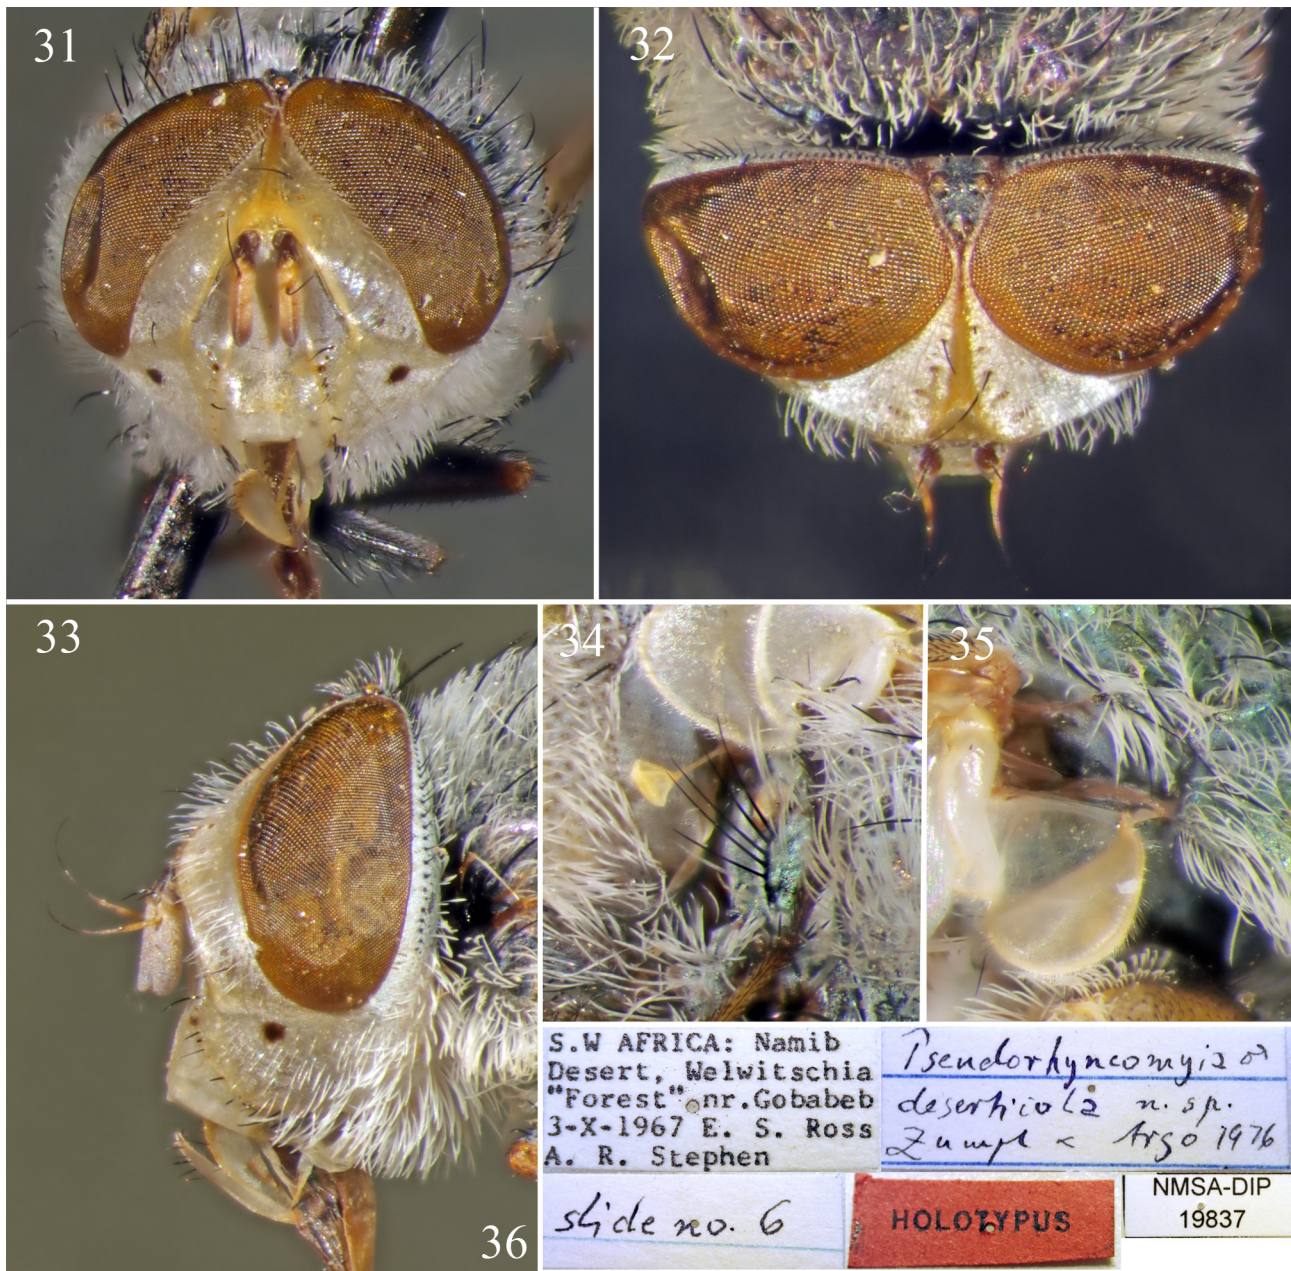 31
32
33
34
35
36
S.W AFRICA: Namib
Desert, Welwitschia
"Forest" nr.Gobabeb
3-X-1967 E. S. Ross
A. R. Stephen
Pseudorhyncomyia ♂
deserticola n. sp.
Zumpt & Argo 1976
slide no. 6
HOLOTYPUS
NMSA-DIP
19837